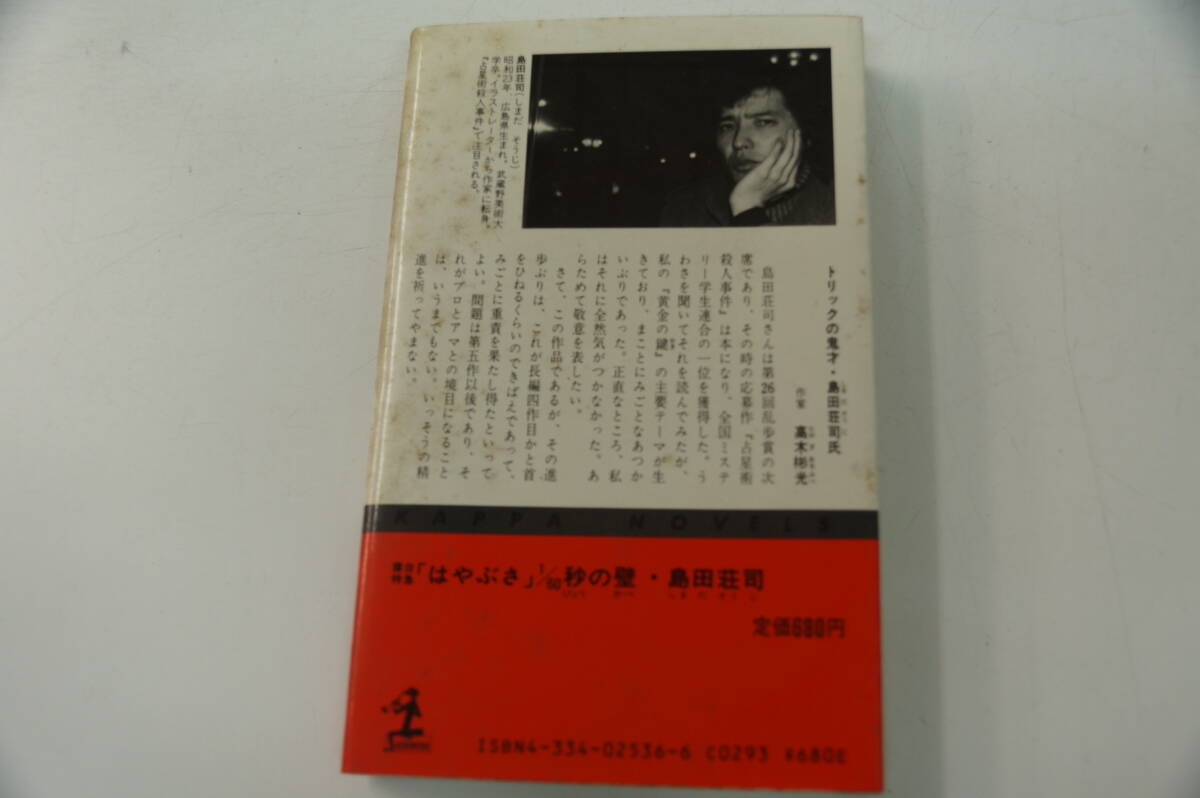 島田荘司(しまだ そうじ)
昭和23年、広島県生まれ。武蔵野美術大
学卒。イラストレーターから作家に転身。
『占星術殺人事件』で注目される。
トリックの鬼才・島田荘司氏
作家 高木彬光
島田荘司さんは第26回乱歩賞の次
席であり、その時の応募作『占星術
殺人事件』は本になり、全国ミステ
リー学生連合の一位を獲得した。う
わさを聞いてそれを読んでみたが、
私の『黄金の鍵』の主要テーマが生
きており、まことにみごとなあつか
いぶりであった。正直なところ、私
はそれに全然気がつかなかった。あ
らためて敬意を表したい。
さて、この作品であるが、その進
歩ぶりは、これが長編四作目かと首
をひねるくらいのできばえであって、
みごとに重責を果たし得たといって
よい。問題は第五作以後であり、そ
れがプロとアマとの境目になること
は、いうまでもない。いっそうの精
進を祈ってやまない。
KAPPA NOVELS
寝台特急「はやぶさ」1/60秒の壁・島田荘司
びょう かべ しまだそうじ
定価680円
ISBN4-334-02536-6 C0293 ¥680E